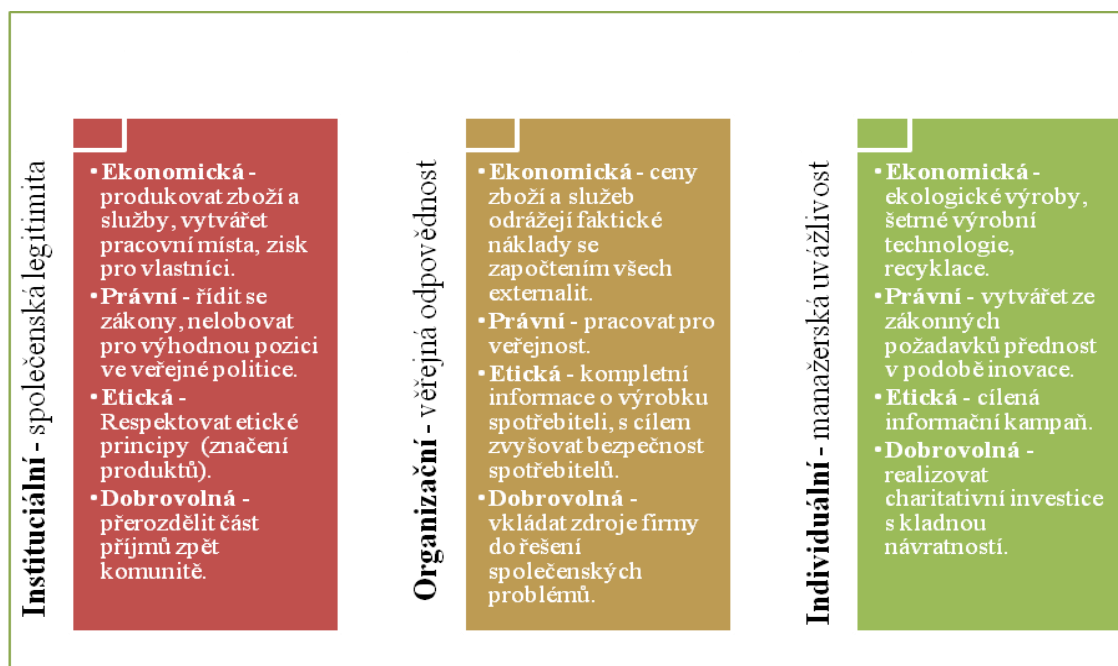 Instituciální - společenská legitimita
• Ekonomická -
produkovat zboží a
služby, vytvářet
pracovní místa, zisk
pro vlastníci.
• Právní - řídit se
zákony, nelobovat
pro výhodnou pozici
ve veřejné politice.
• Etická -
Respektovat etické
principy (značení
produktů).
• Dobrovolná -
přerozdělit část
příjmů zpět
komunitě.
Organizační - věřejná odpovědnost
• Ekonomická - ceny
zboží a služeb
odrážejí faktické
náklady se
započtením všech
externalit.
• Právní - pracovat pro
veřejnost.
• Etická - kompletní
informace o výrobku
spotřebiteli, s cílem
zvyšovat bezpečnost
spotřebitelů.
• Dobrovolná -
vkládat zdroje firmy
do řešení
společenských
problémů.
Individuální - manažerská uvážlivost
• Ekonomická -
ekologické výroby,
šetrné výrobní
technologie,
recyklace.
• Právní - vytvářet ze
zákonných
požadavků přednost
v podobě inovace.
• Etická - cílená
informační kampaň.
• Dobrovolná -
realizovat
charitativní investice
s kladnou
návratností.